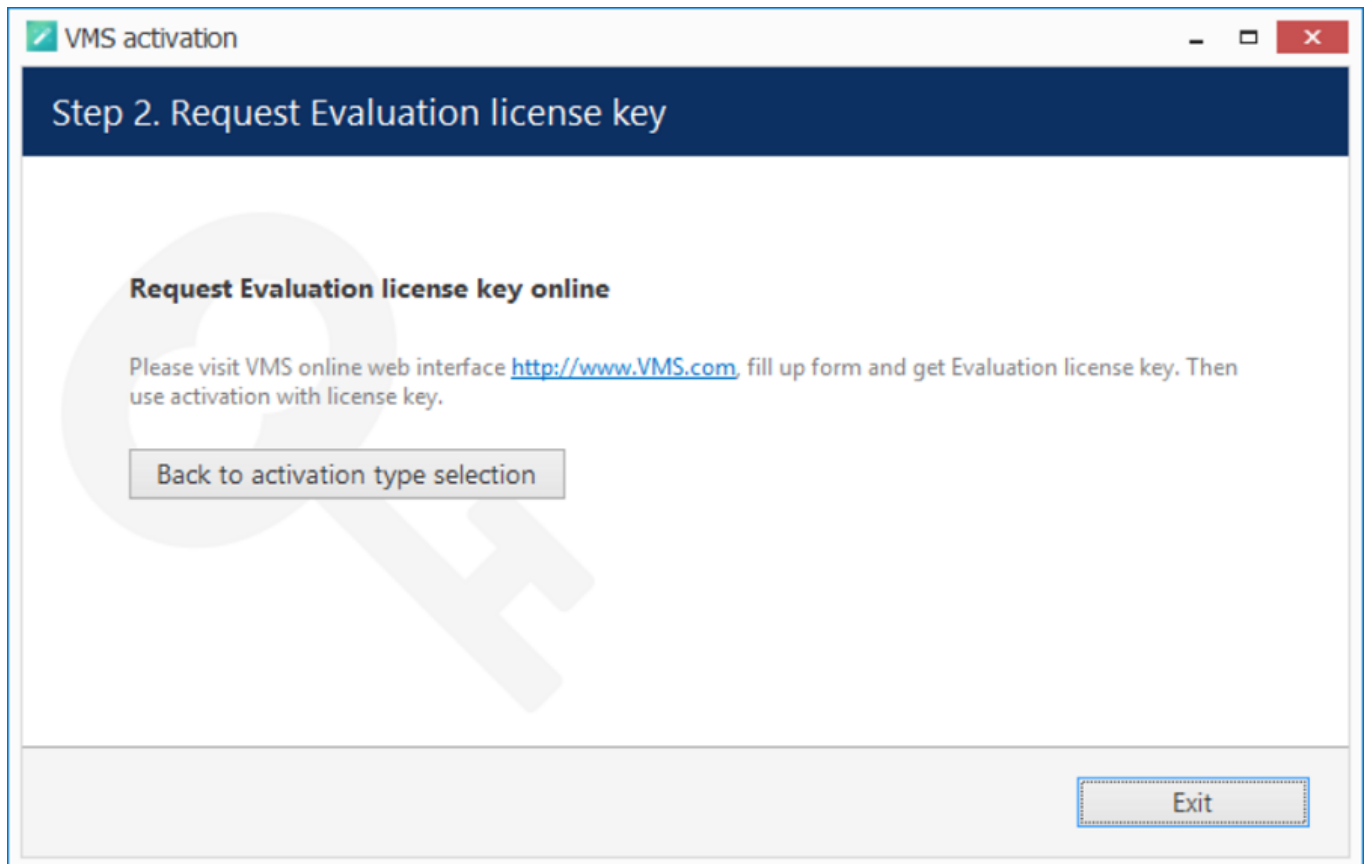 VMS activation
Step 2. Request Evaluation license key
Request Evaluation license key online
Please visit VMS online web interface http://www.VMS.com, fill up form and get Evaluation license key. Then
use activation with license key.
Back to activation type selection
Exit